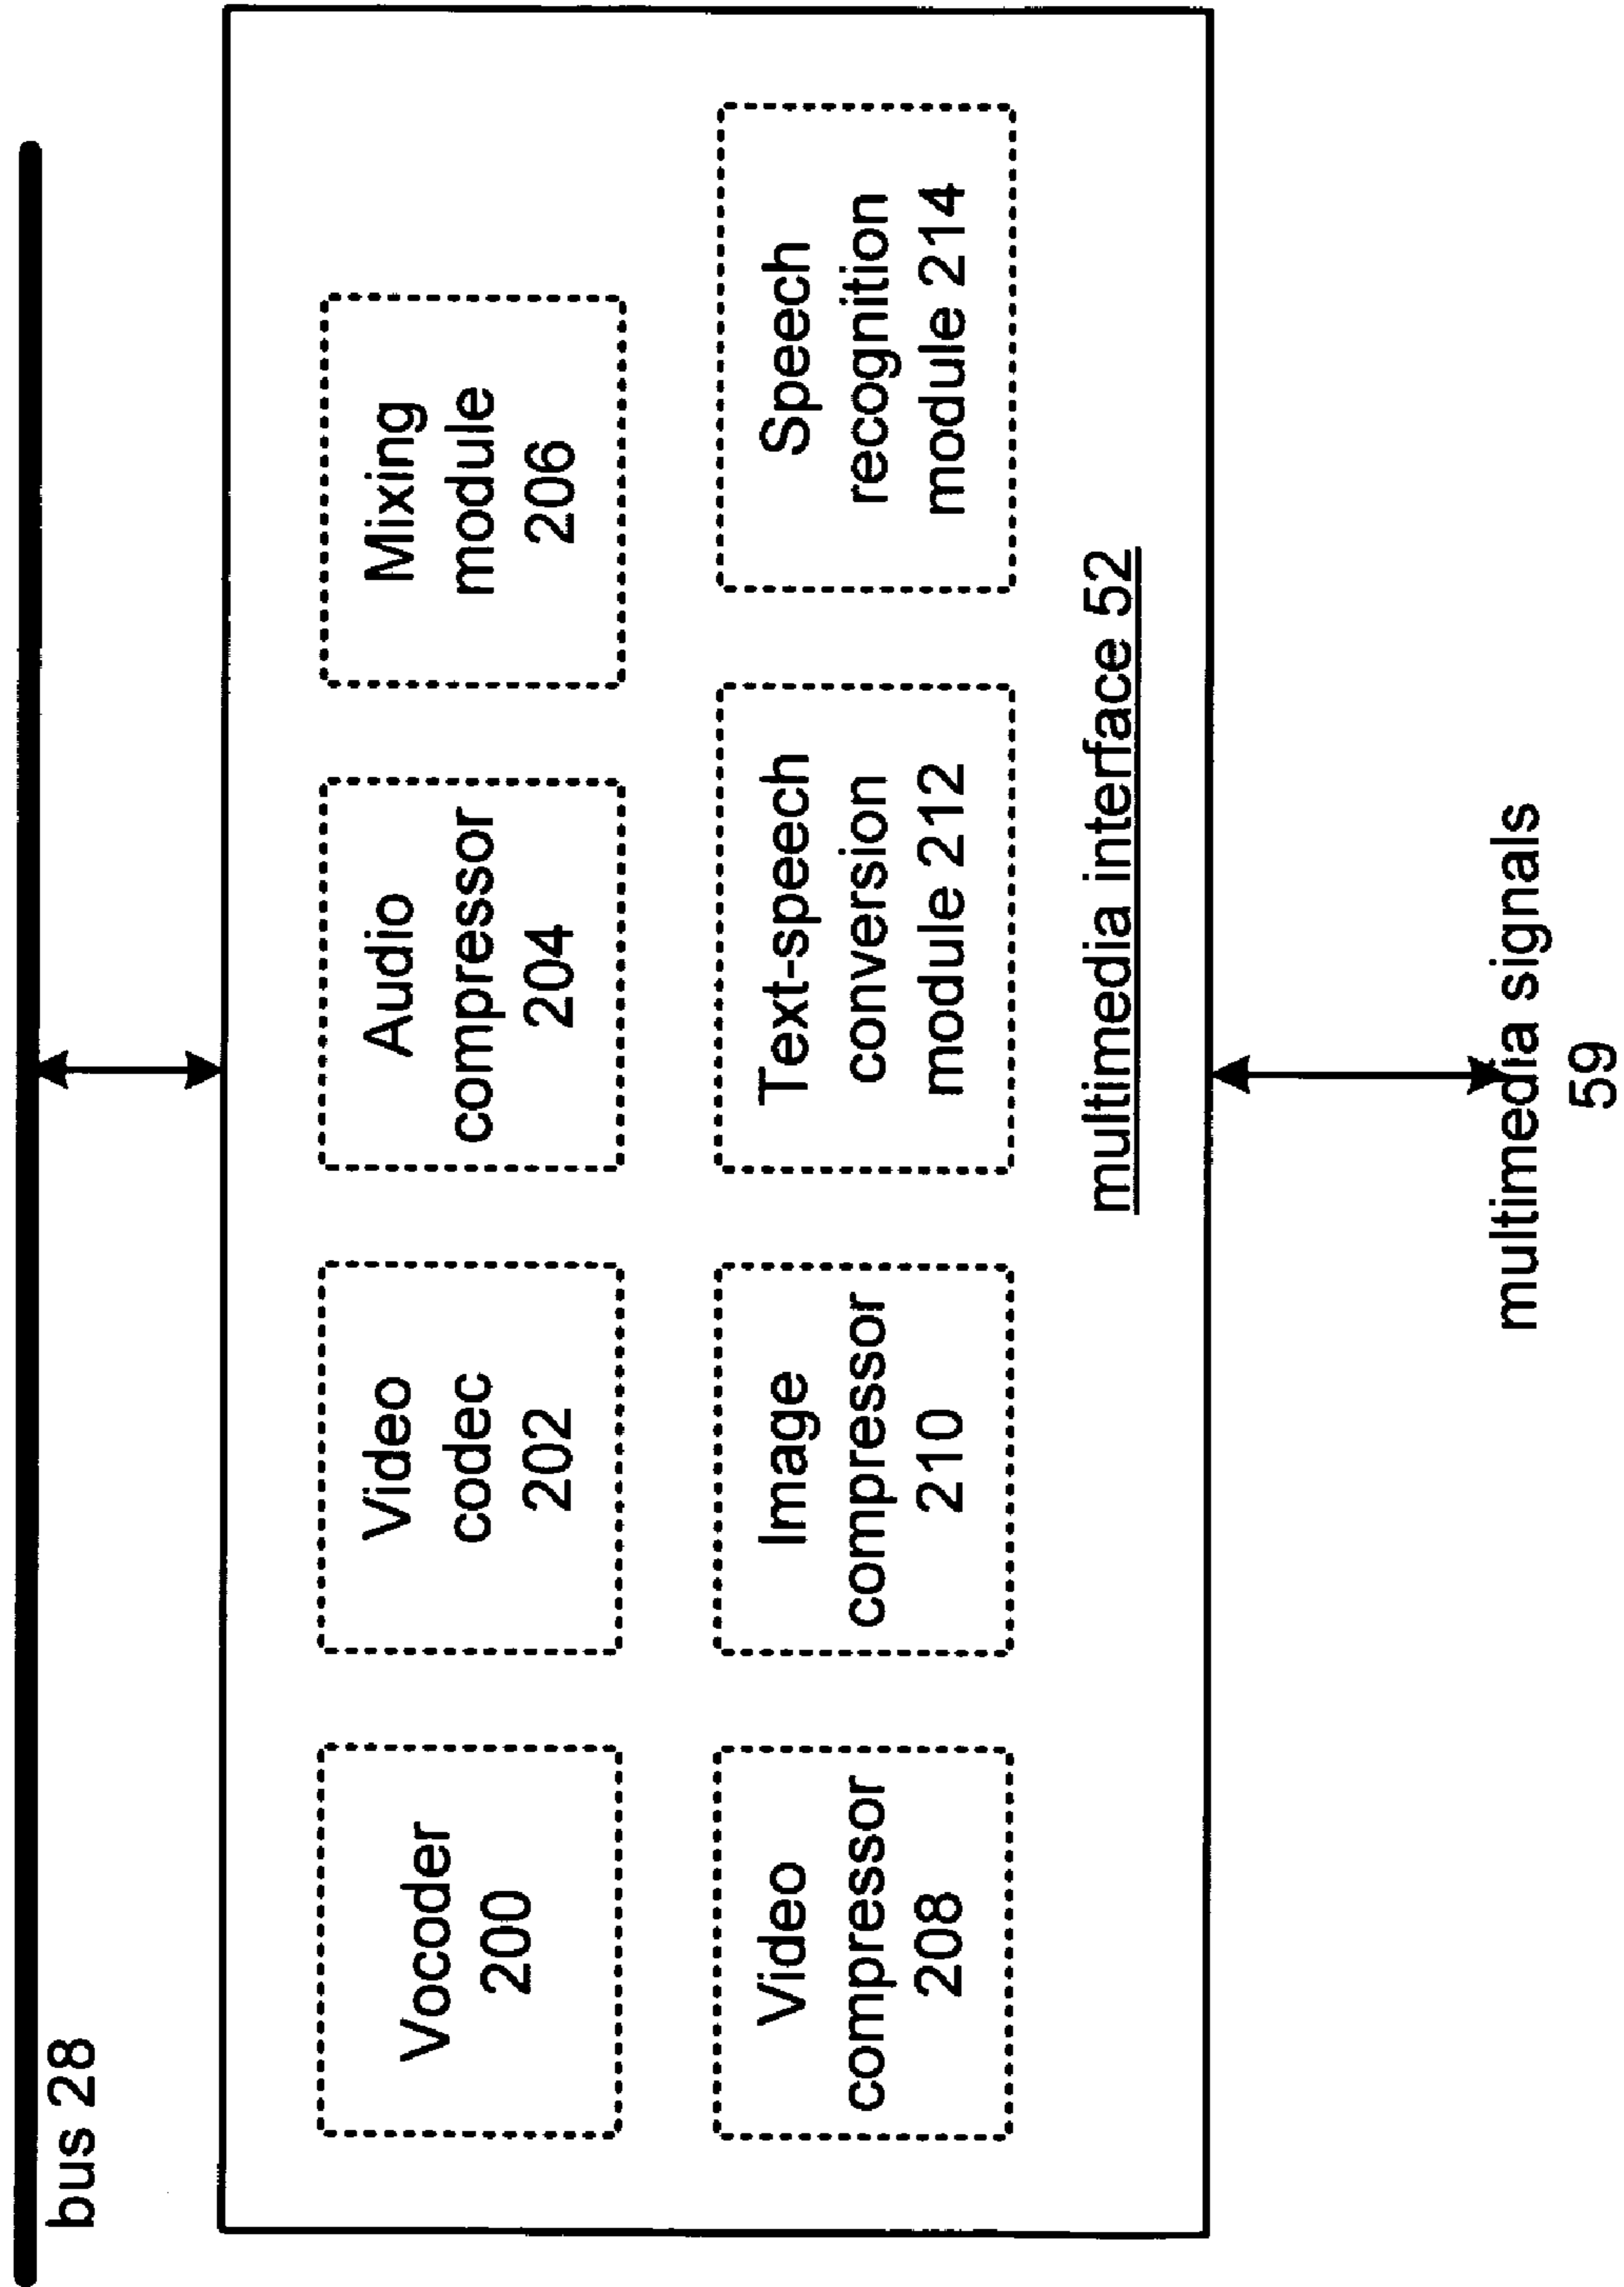 bus 28
Vocoder
200
Video
codec
202
Audio
compressor
204
Mixing
module
206
Video
compressor
208
Image
compressor
210
Text-speech
conversion
module 212
Speech
recognition
module 214
multimedia interface 52
multimedia signals
59